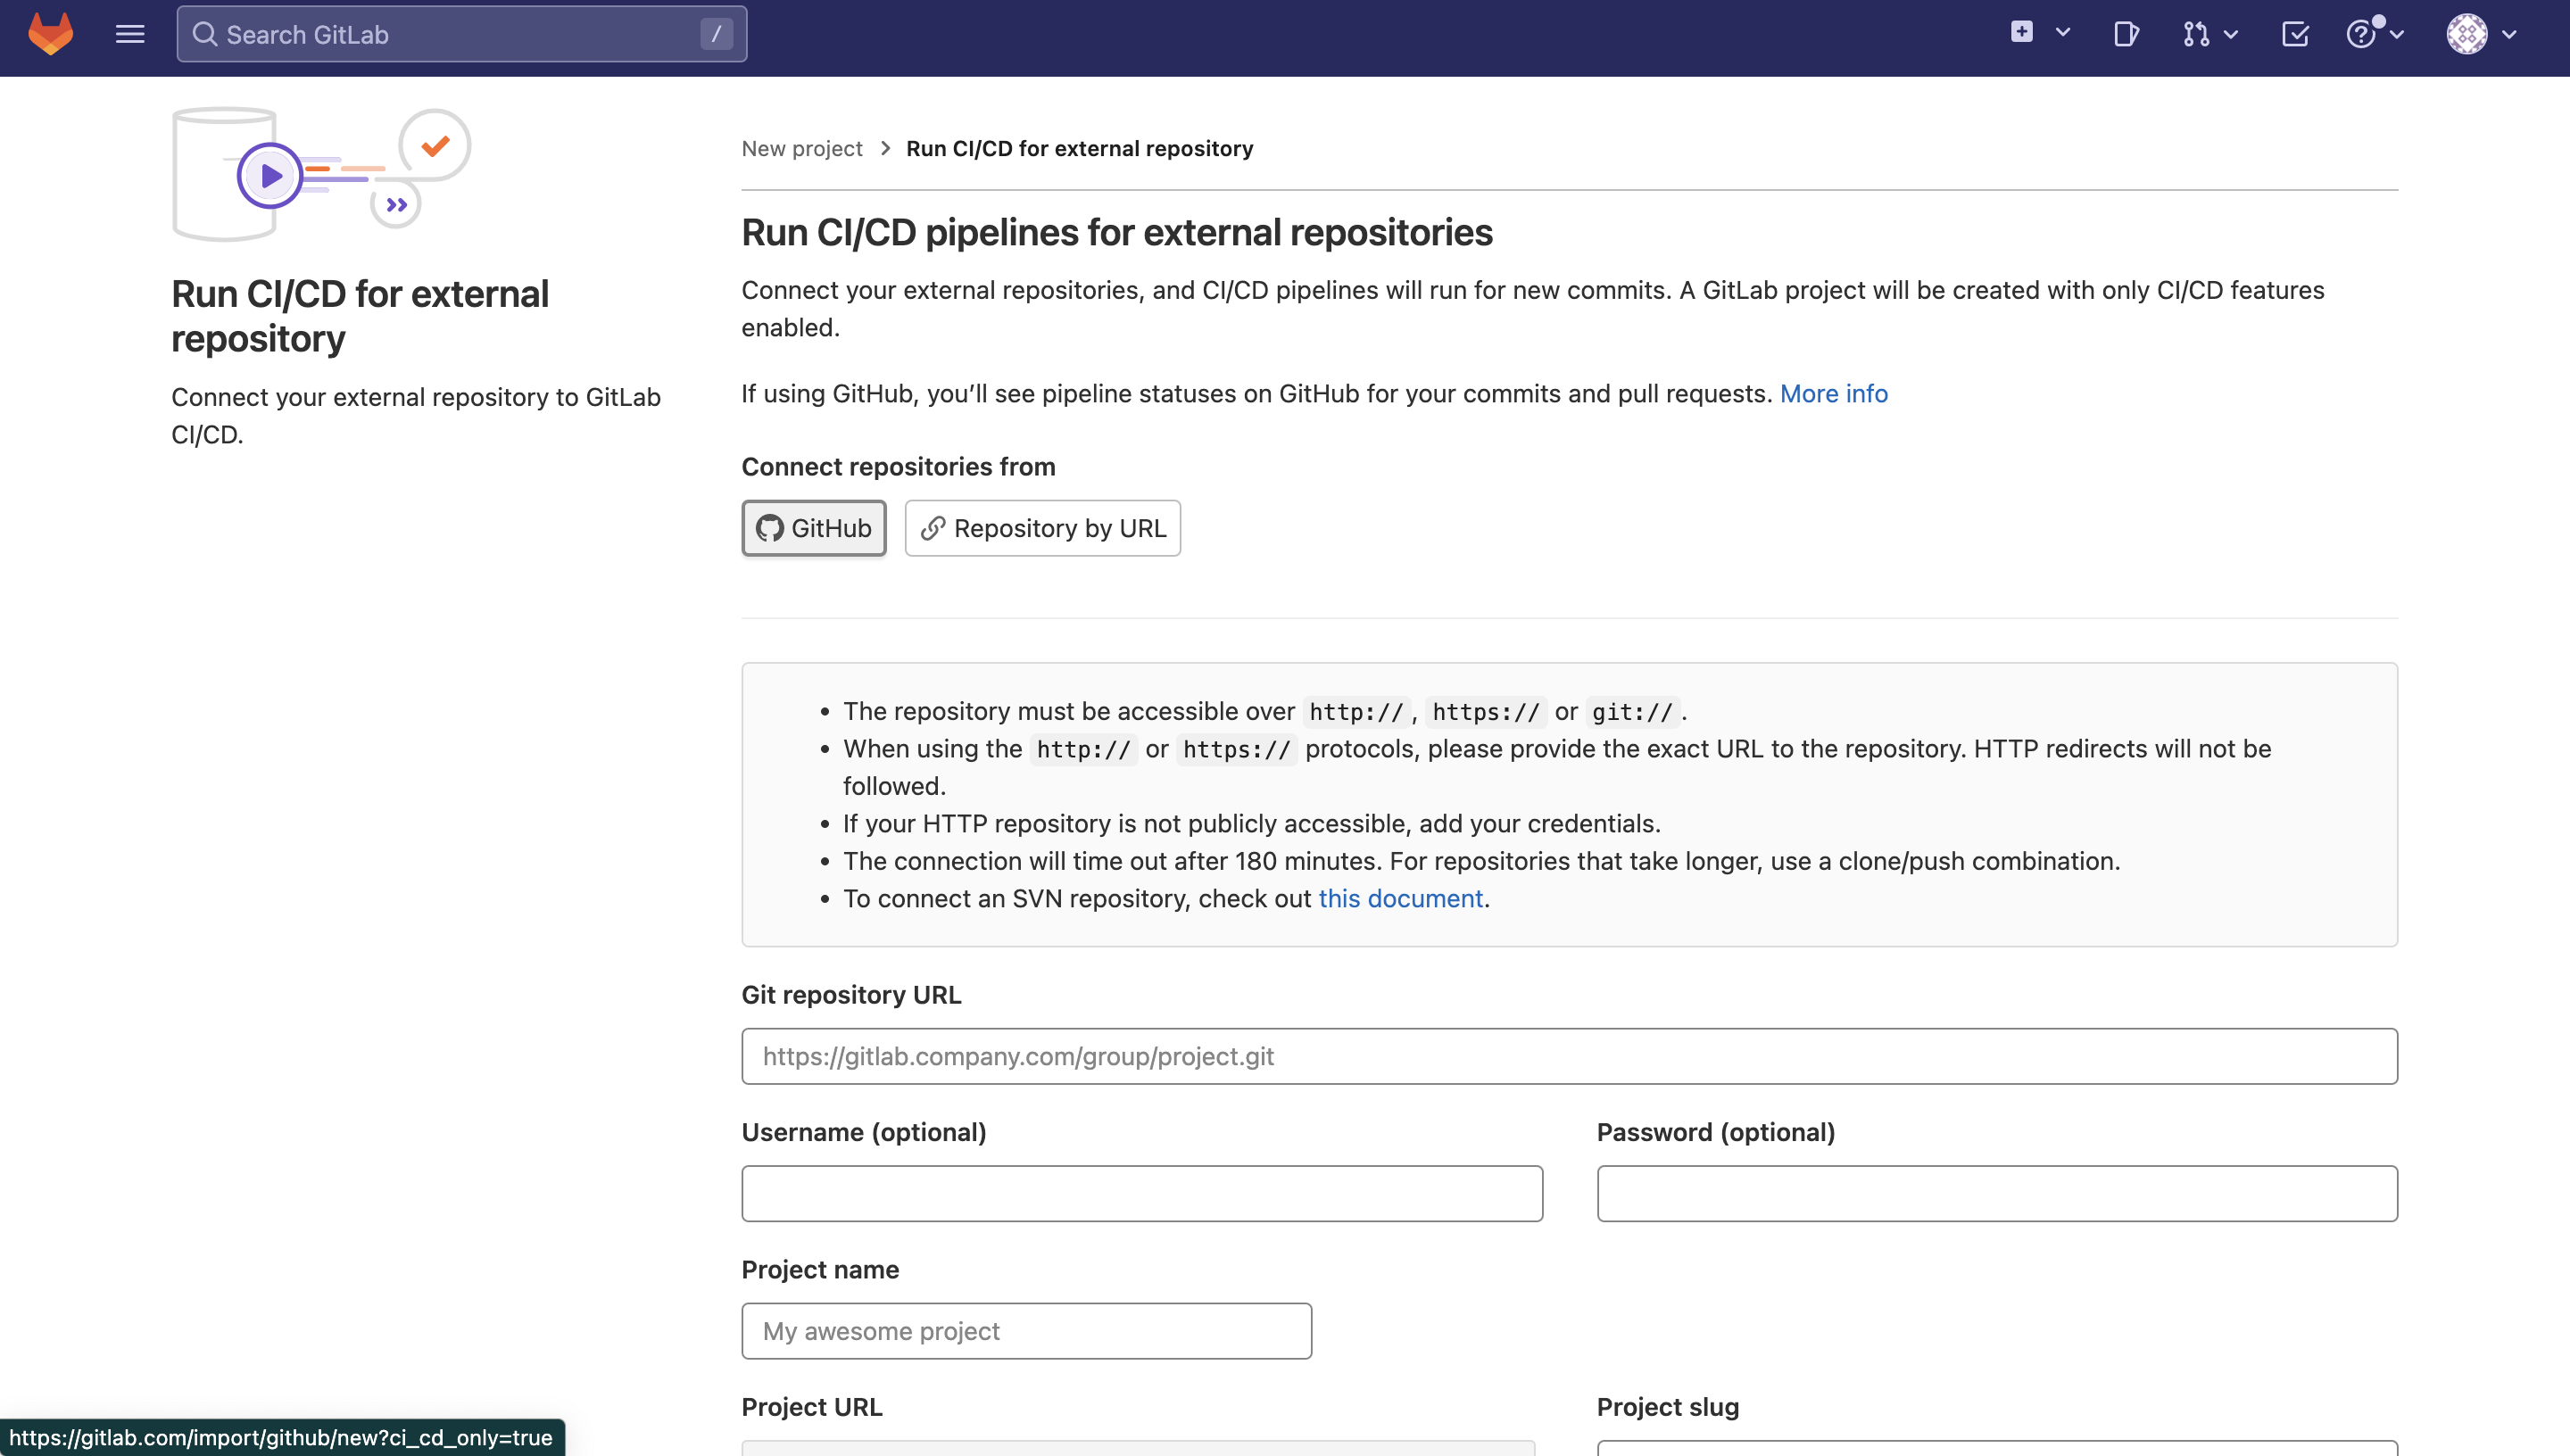 Search GitLab
/
Run CI/CD for external
repository
Connect your external repository to GitLab
CI/CD.
New project > Run CI/CD for external repository
Run CI/CD pipelines for external repositories
Connect your external repositories, and CI/CD pipelines will run for new commits. A GitLab project will be created with only CI/CD features
enabled.
If using GitHub, you’ll see pipeline statuses on GitHub for your commits and pull requests. More info
Connect repositories from
GitHub
Repository by URL
• The repository must be accessible over http://, https:// or git://.
• When using the http:// or https:// protocols, please provide the exact URL to the repository. HTTP redirects will not be
followed.
• If your HTTP repository is not publicly accessible, add your credentials.
• The connection will time out after 180 minutes. For repositories that take longer, use a clone/push combination.
• To connect an SVN repository, check out this document.
Git repository URL
https://gitlab.company.com/group/project.git
Username (optional)
Password (optional)
Project name
My awesome project
Project URL
Project slug
https://gitlab.com/import/github/new?ci_cd_only=true